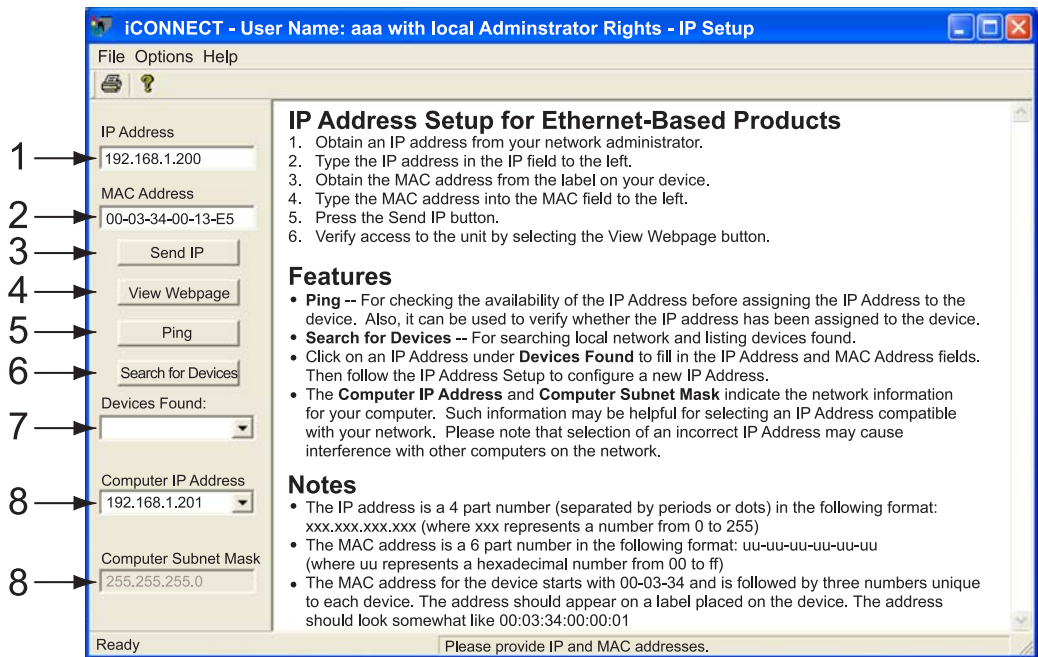 iCONNECT - User Name: aaa with local Adminstrator Rights - IP Setup
File Options Help
1
IP Address
192.168.1.200
2
MAC Address
00-03-34-00-13-E5
3
Send IP
4
View Webpage
5
Ping
6
Search for Devices
7
Devices Found:
8
Computer IP Address
192.168.1.201
8
Computer Subnet Mask
255.255.255.0
IP Address Setup for Ethernet-Based Products
1. Obtain an IP address from your network administrator.
2. Type the IP address in the IP field to the left.
3. Obtain the MAC address from the label on your device.
4. Type the MAC address into the MAC field to the left.
5. Press the Send IP button.
6. Verify access to the unit by selecting the View Webpage button.
Features
• Ping -- For checking the availability of the IP Address before assigning the IP Address to the
device. Also, it can be used to verify whether the IP address has been assigned to the device.
• Search for Devices -- For searching local network and listing devices found.
• Click on an IP Address under Devices Found to fill in the IP Address and MAC Address fields.
Then follow the IP Address Setup to configure a new IP Address.
• The Computer IP Address and Computer Subnet Mask indicate the network information
for your computer. Such information may be helpful for selecting an IP Address compatible
with your network. Please note that selection of an incorrect IP Address may cause
interference with other computers on the network.
Notes
• The IP address is a 4 part number (separated by periods or dots) in the following format:
xxx.xxx.xxx.xxx (where xxx represents a number from 0 to 255)
• The MAC address is a 6 part number in the following format: uu-uu-uu-uu-uu-uu
(where uu represents a hexadecimal number from 00 to ff)
• The MAC address for the device starts with 00-03-34 and is followed by three numbers unique
to each device. The address should appear on a label placed on the device. The address
should look somewhat like 00:03:34:00:00:01
Ready
Please provide IP and MAC addresses.